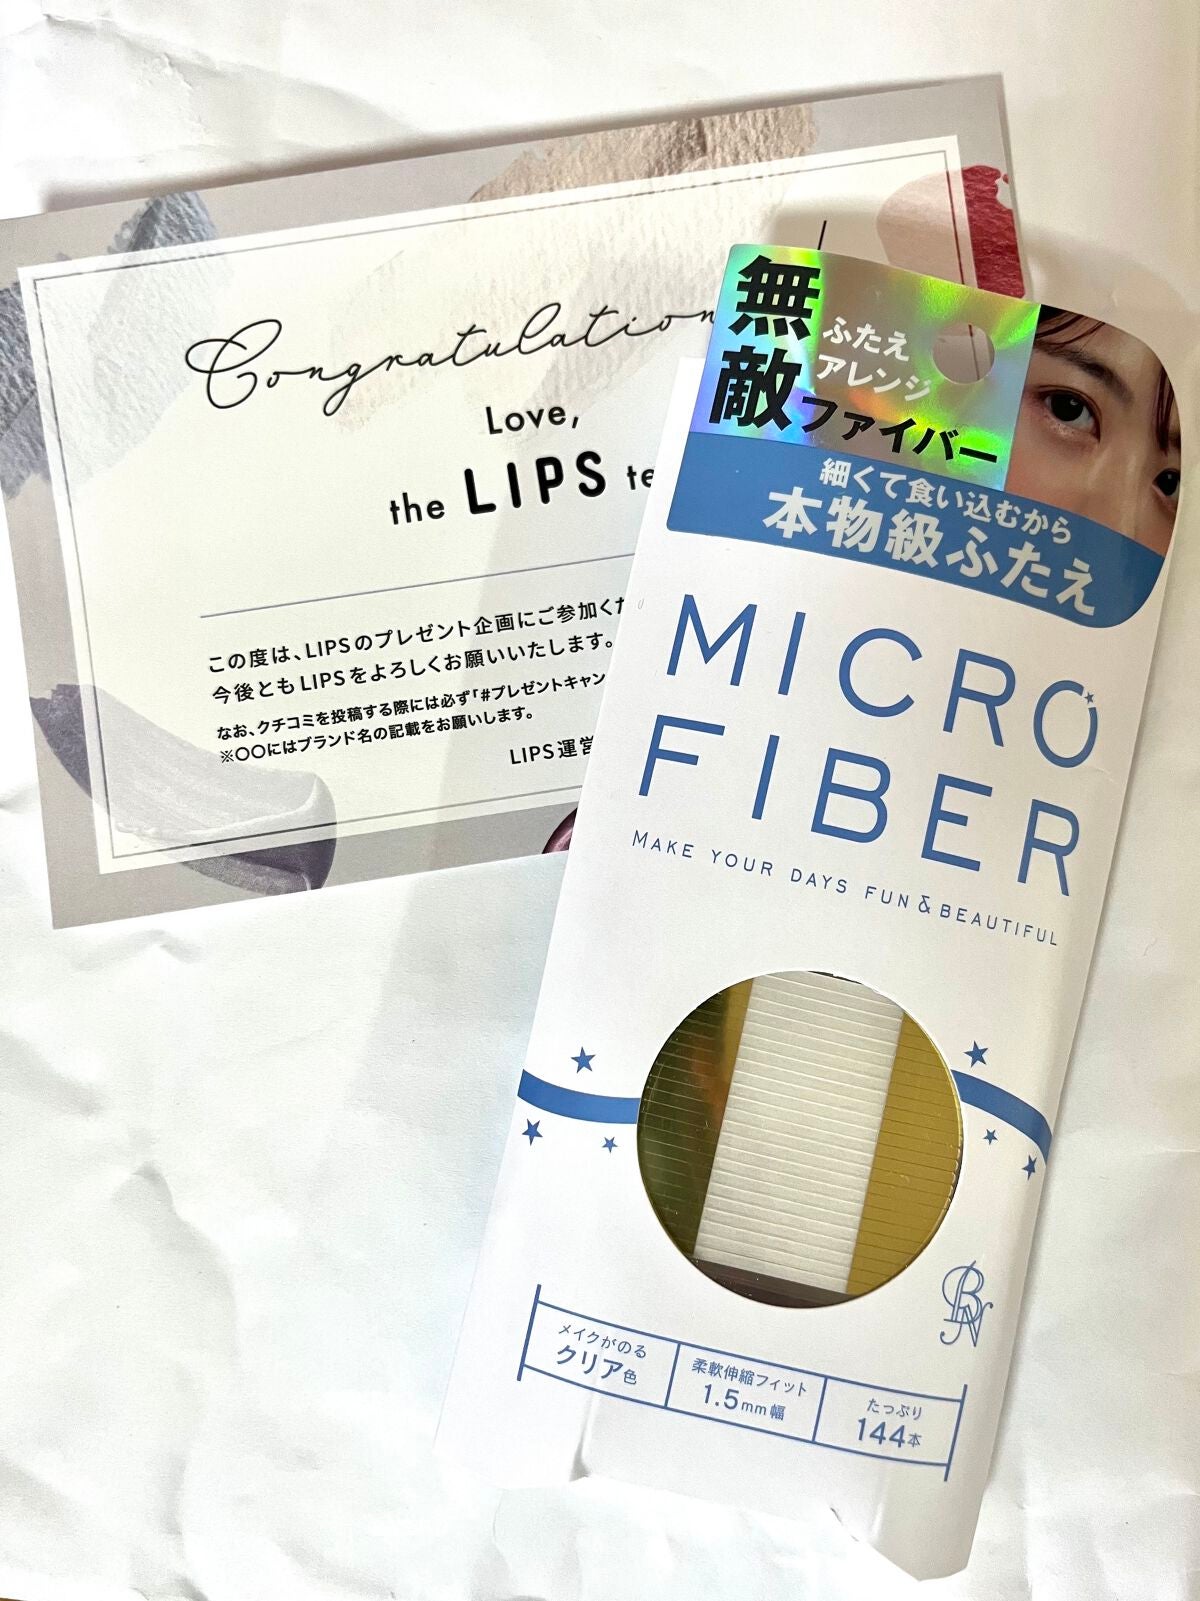 Congratulation
Love,
the LIPS te
この度は、LIPSのプレゼント企画にご参加くた
今後ともLIPSをよろしくお願いいたします。
なお、クチコミを投稿する際には必ず「#プレゼントキャン
※〇〇にはブランド名の記載をお願いします。
LIPS運営
無敵
ふたえ
アレンジ
ファイバー
細くて食い込むから
本物級ふたえ
MICRO
FIBER
MAKE YOUR DAYS FUN & BEAUTIFUL
BN
メイクがのる
クリア色
柔軟伸縮フィット
1.5mm幅
たっぷり
144本